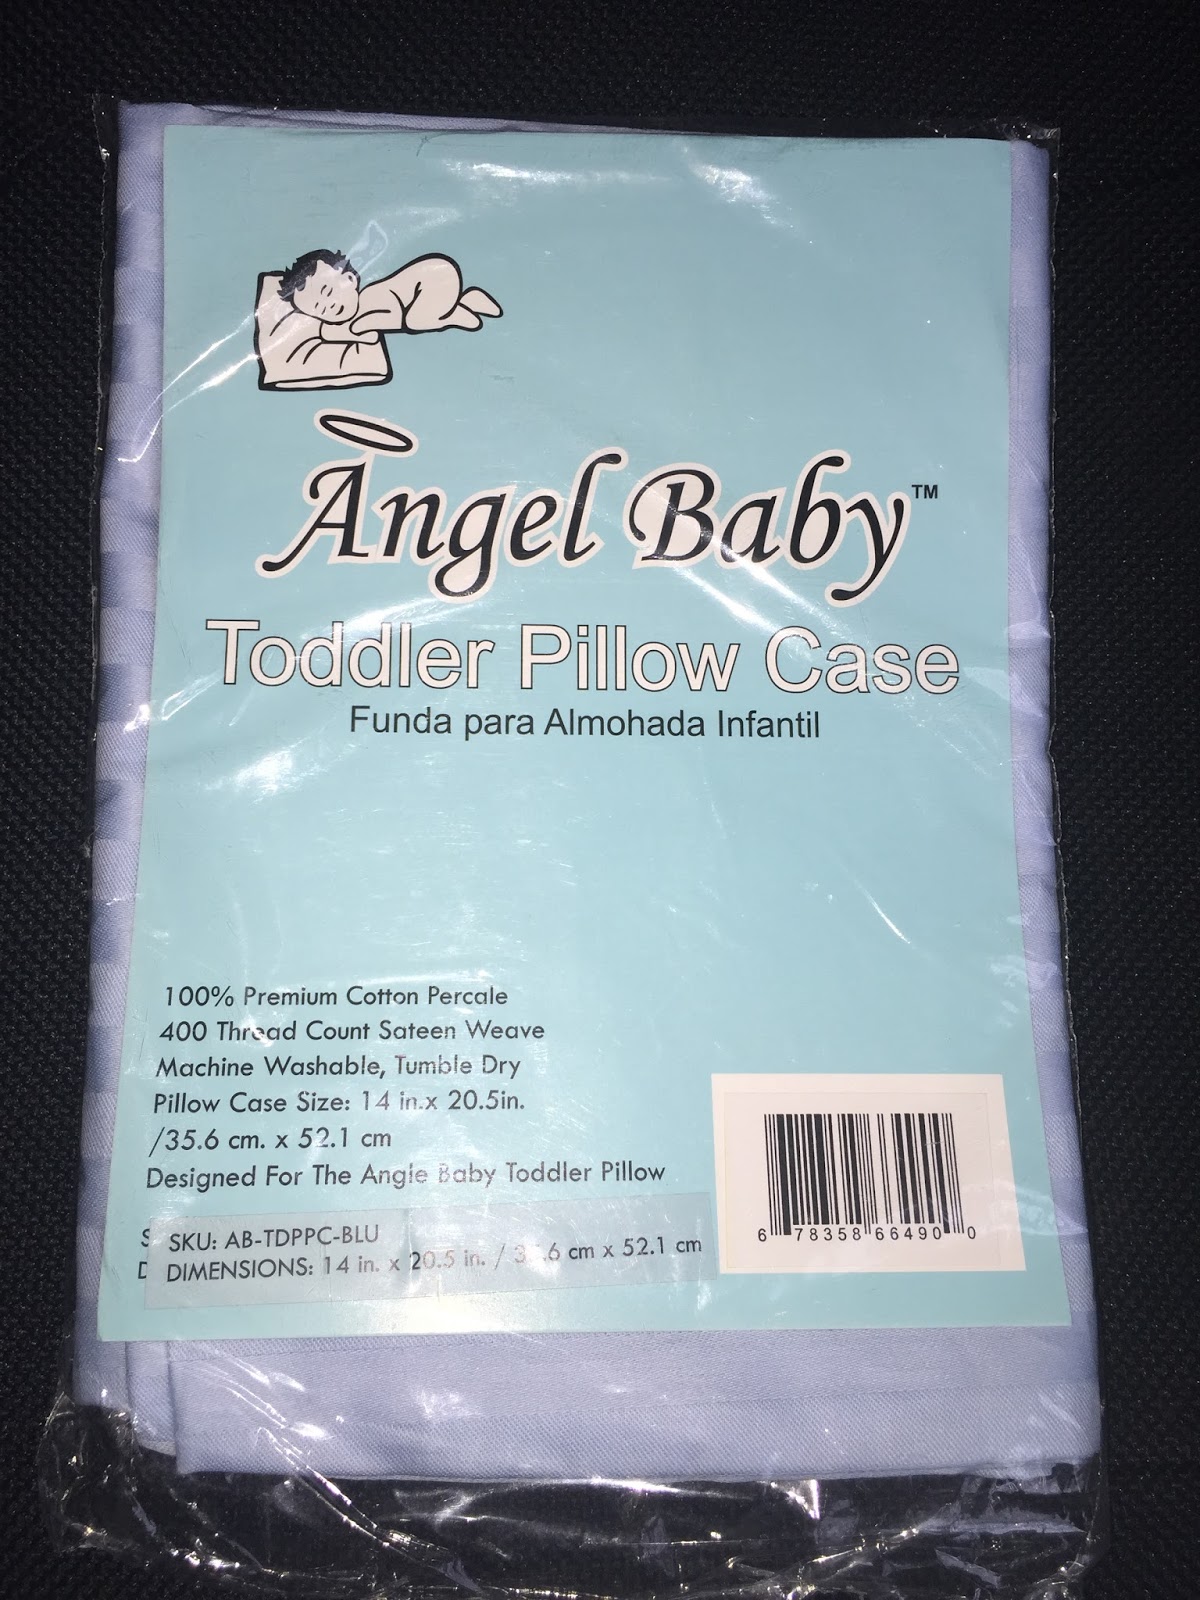 Angel Baby™
Toddler Pillow Case
Funda para Almohada Infantil
100% Premium Cotton Percale
400 Thread Count Sateen Weave
Machine Washable, Tumble Dry
Pillow Case Size: 14 in.x 20.5in.
/35.6 cm. x 52.1 cm
Designed For The Angle Baby Toddler Pillow
S
D
SKU: AB-TDPPC-BLU
DIMENSIONS: 14 in. x 20.5 in. / 3 .6 cm x 52.1 cm
6 78358 66490 0